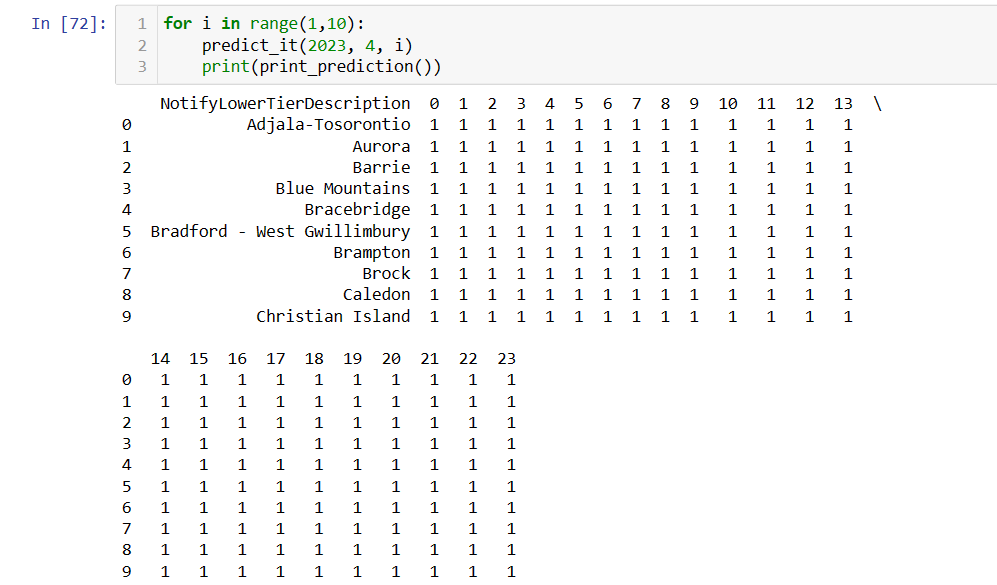 In [72]:
1 for i in range(1,10):
2     predict_it(2023, 4, i)
3     print(print_prediction())
NotifyLowerTierDescription 0 1 2 3 4 5 6 7 8 9 10 11 12 13 \
0 Adjala-Tosorontio 1 1 1 1 1 1 1 1 1 1 1 1 1 1
1 Aurora 1 1 1 1 1 1 1 1 1 1 1 1 1 1
2 Barrie 1 1 1 1 1 1 1 1 1 1 1 1 1 1
3 Blue Mountains 1 1 1 1 1 1 1 1 1 1 1 1 1 1
4 Bracebridge 1 1 1 1 1 1 1 1 1 1 1 1 1 1
5 Bradford - West Gwillimbury 1 1 1 1 1 1 1 1 1 1 1 1 1 1
6 Brampton 1 1 1 1 1 1 1 1 1 1 1 1 1 1
7 Brock 1 1 1 1 1 1 1 1 1 1 1 1 1 1
8 Caledon 1 1 1 1 1 1 1 1 1 1 1 1 1 1
9 Christian Island 1 1 1 1 1 1 1 1 1 1 1 1 1 1
14 15 16 17 18 19 20 21 22 23
0 1 1 1 1 1 1 1 1 1 1
1 1 1 1 1 1 1 1 1 1 1
2 1 1 1 1 1 1 1 1 1 1
3 1 1 1 1 1 1 1 1 1 1
4 1 1 1 1 1 1 1 1 1 1
5 1 1 1 1 1 1 1 1 1 1
6 1 1 1 1 1 1 1 1 1 1
7 1 1 1 1 1 1 1 1 1 1
8 1 1 1 1 1 1 1 1 1 1
9 1 1 1 1 1 1 1 1 1 1